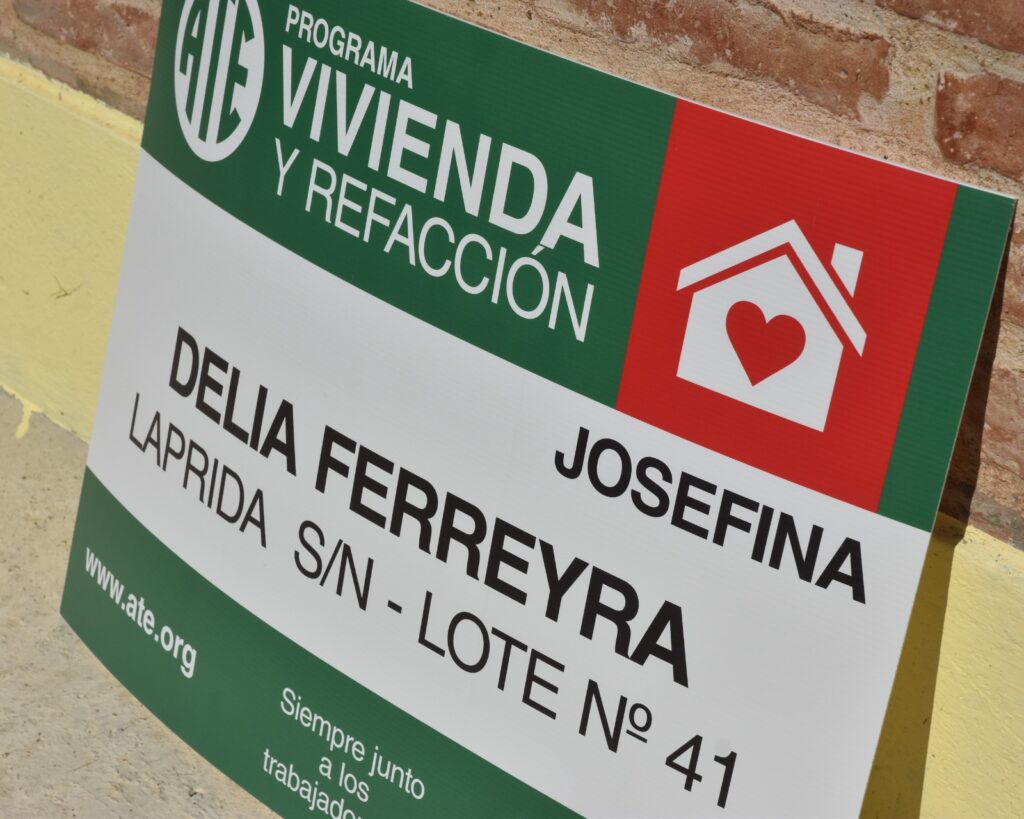 ATE
PROGRAMA
VIVIENDA
Y REFACCIÓN
JOSEFINA
DELIA FERREYRA
LAPRIDA S/N - LOTE Nº 41
www.ate.org
Siempre junto
a los